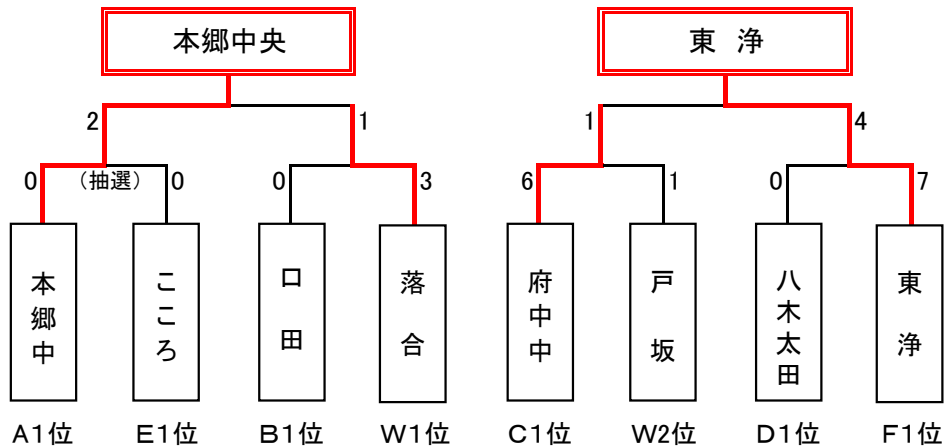 本郷中央 東 浄
2 1 1 4
0 (抽選) 0 0 3 6 1 0 7
本郷中
こころ
口田
落合
府中中
戸坂
八木太田
東浄
A1位 E1位 B1位 W1位 C1位 W2位 D1位 F1位